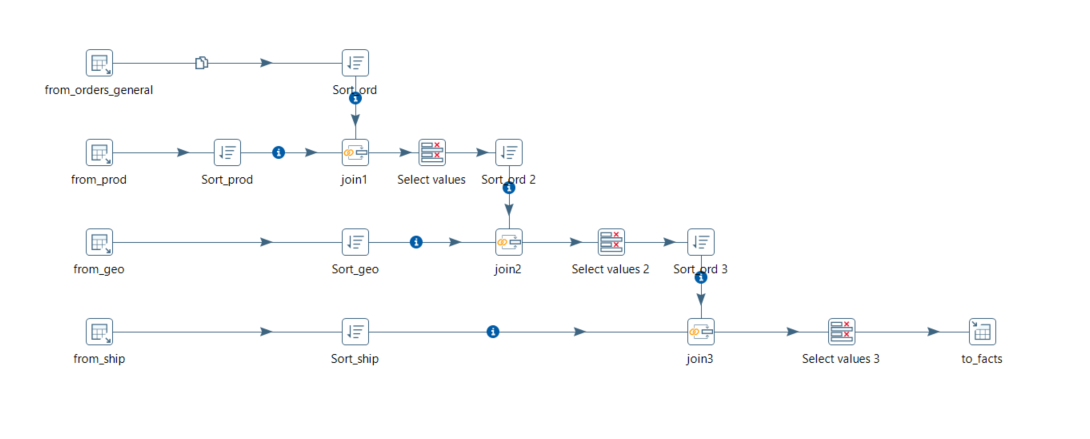 from_orders_general
Sort_ord
from_prod
Sort_prod
join1
Select values
Sort_ord 2
from_geo
Sort_geo
join2
Select values 2
Sort_ord 3
from_ship
Sort_ship
join3
Select values 3
to_facts